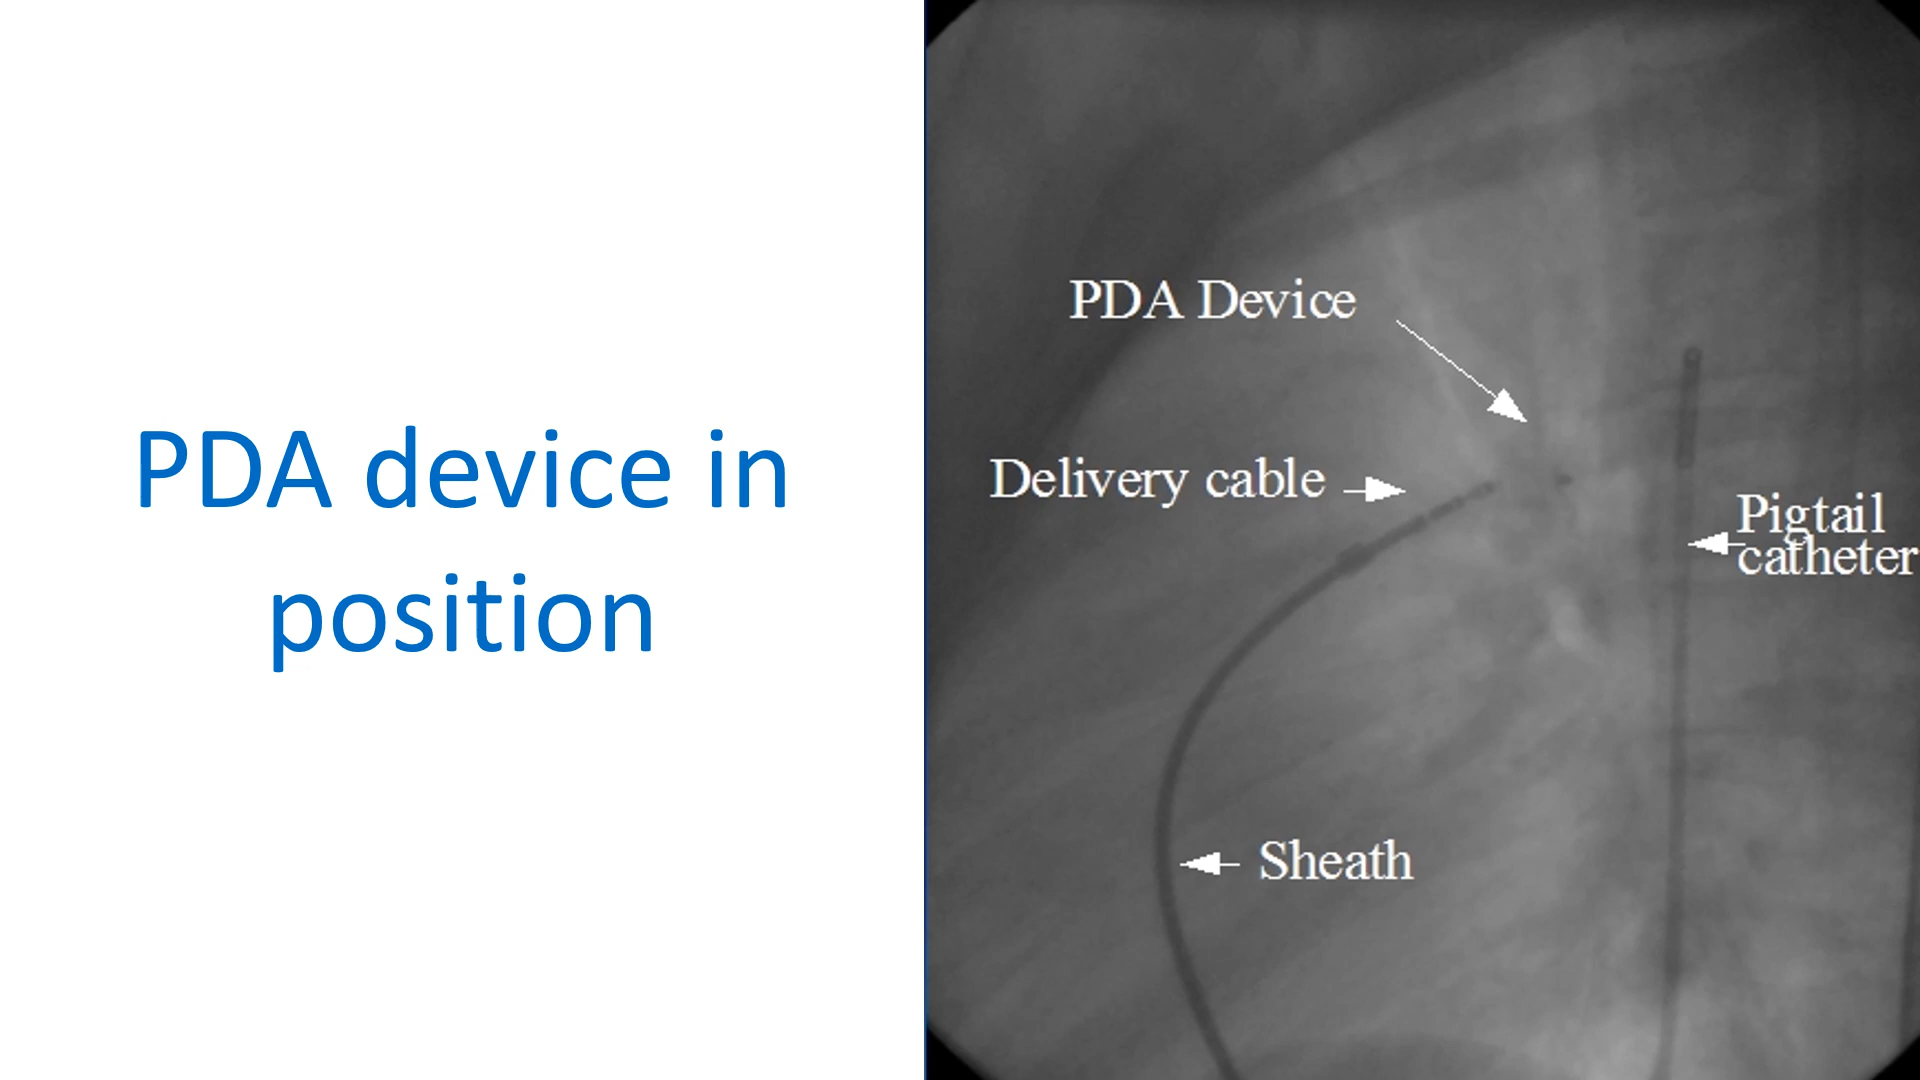 PDA device in
position
PDA Device
Delivery cable
Pigtail
catheter
Sheath